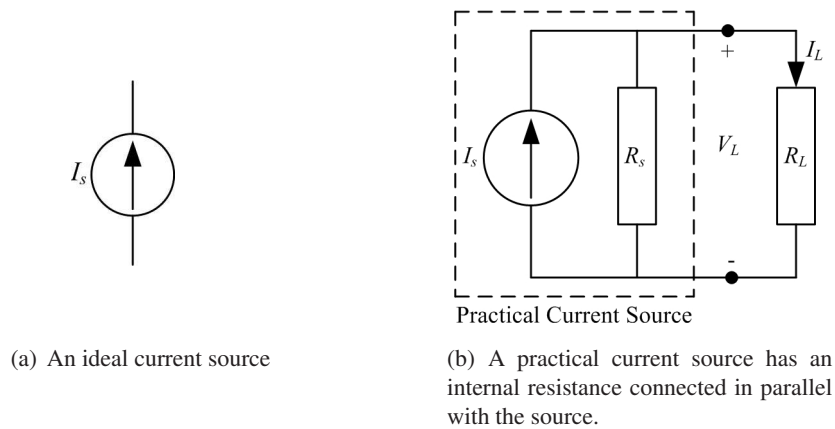 I_s
(a) An ideal current source
+
I_L
I_s
R_s
V_L
R_L
-
Practical Current Source
(b) A practical current source has an
internal resistance connected in parallel
with the source.